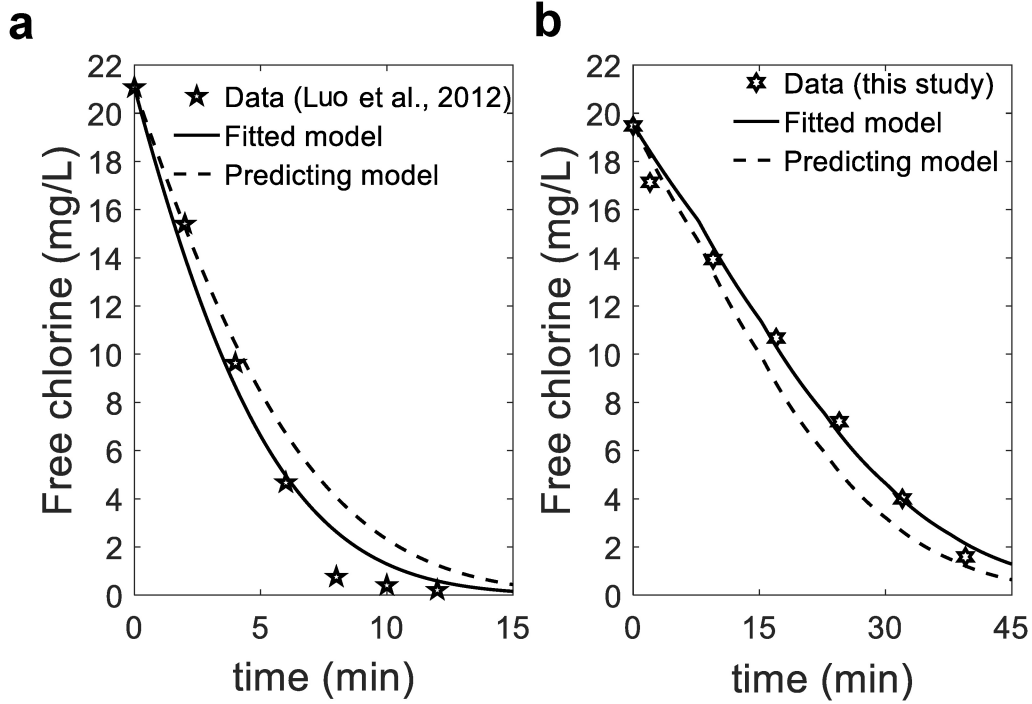 a
22
20
18
16
14
12
10
8
6
4
2
0
Free chlorine (mg/L)
Data (Luo et al., 2012)
Fitted model
Predicting model
0 5 10 15
time (min)
b
22
20
18
16
14
12
10
8
6
4
2
0
Free chlorine (mg/L)
Data (this study)
Fitted model
Predicting model
0 15 30 45
time (min)